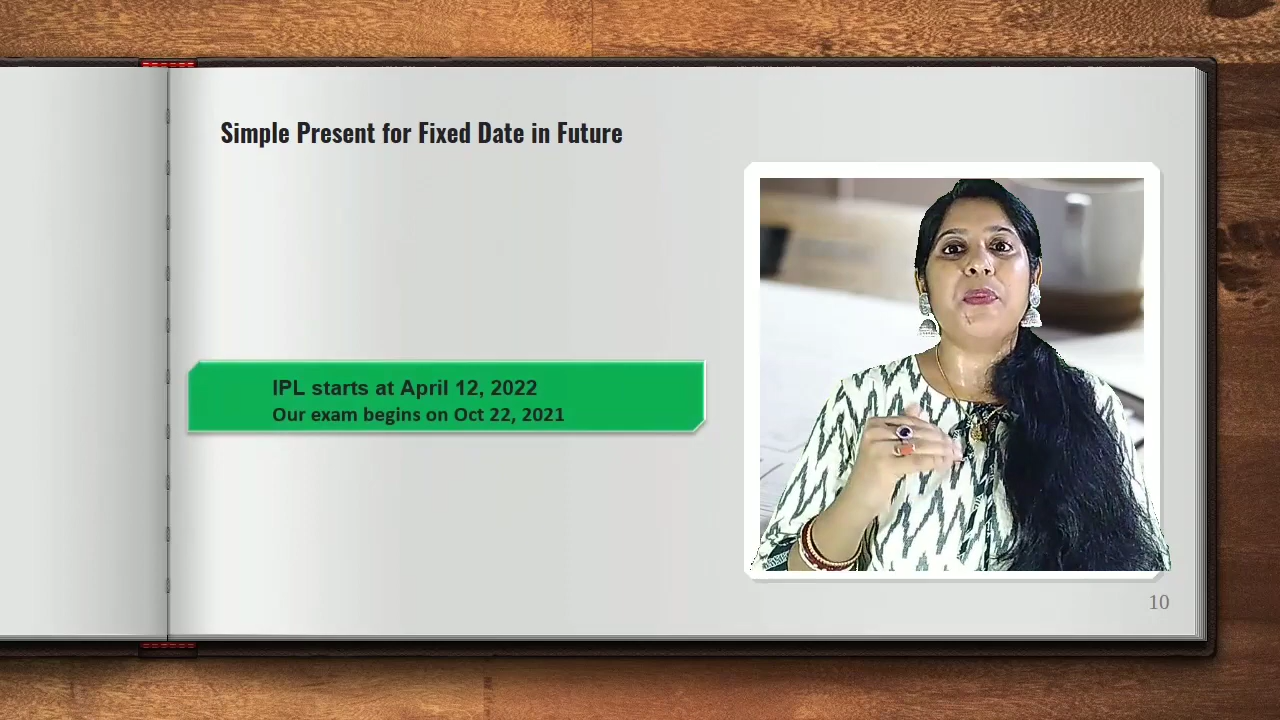 Simple Present for Fixed Date in Future
IPL starts at April 12, 2022
Our exam begins on Oct 22, 2021
10